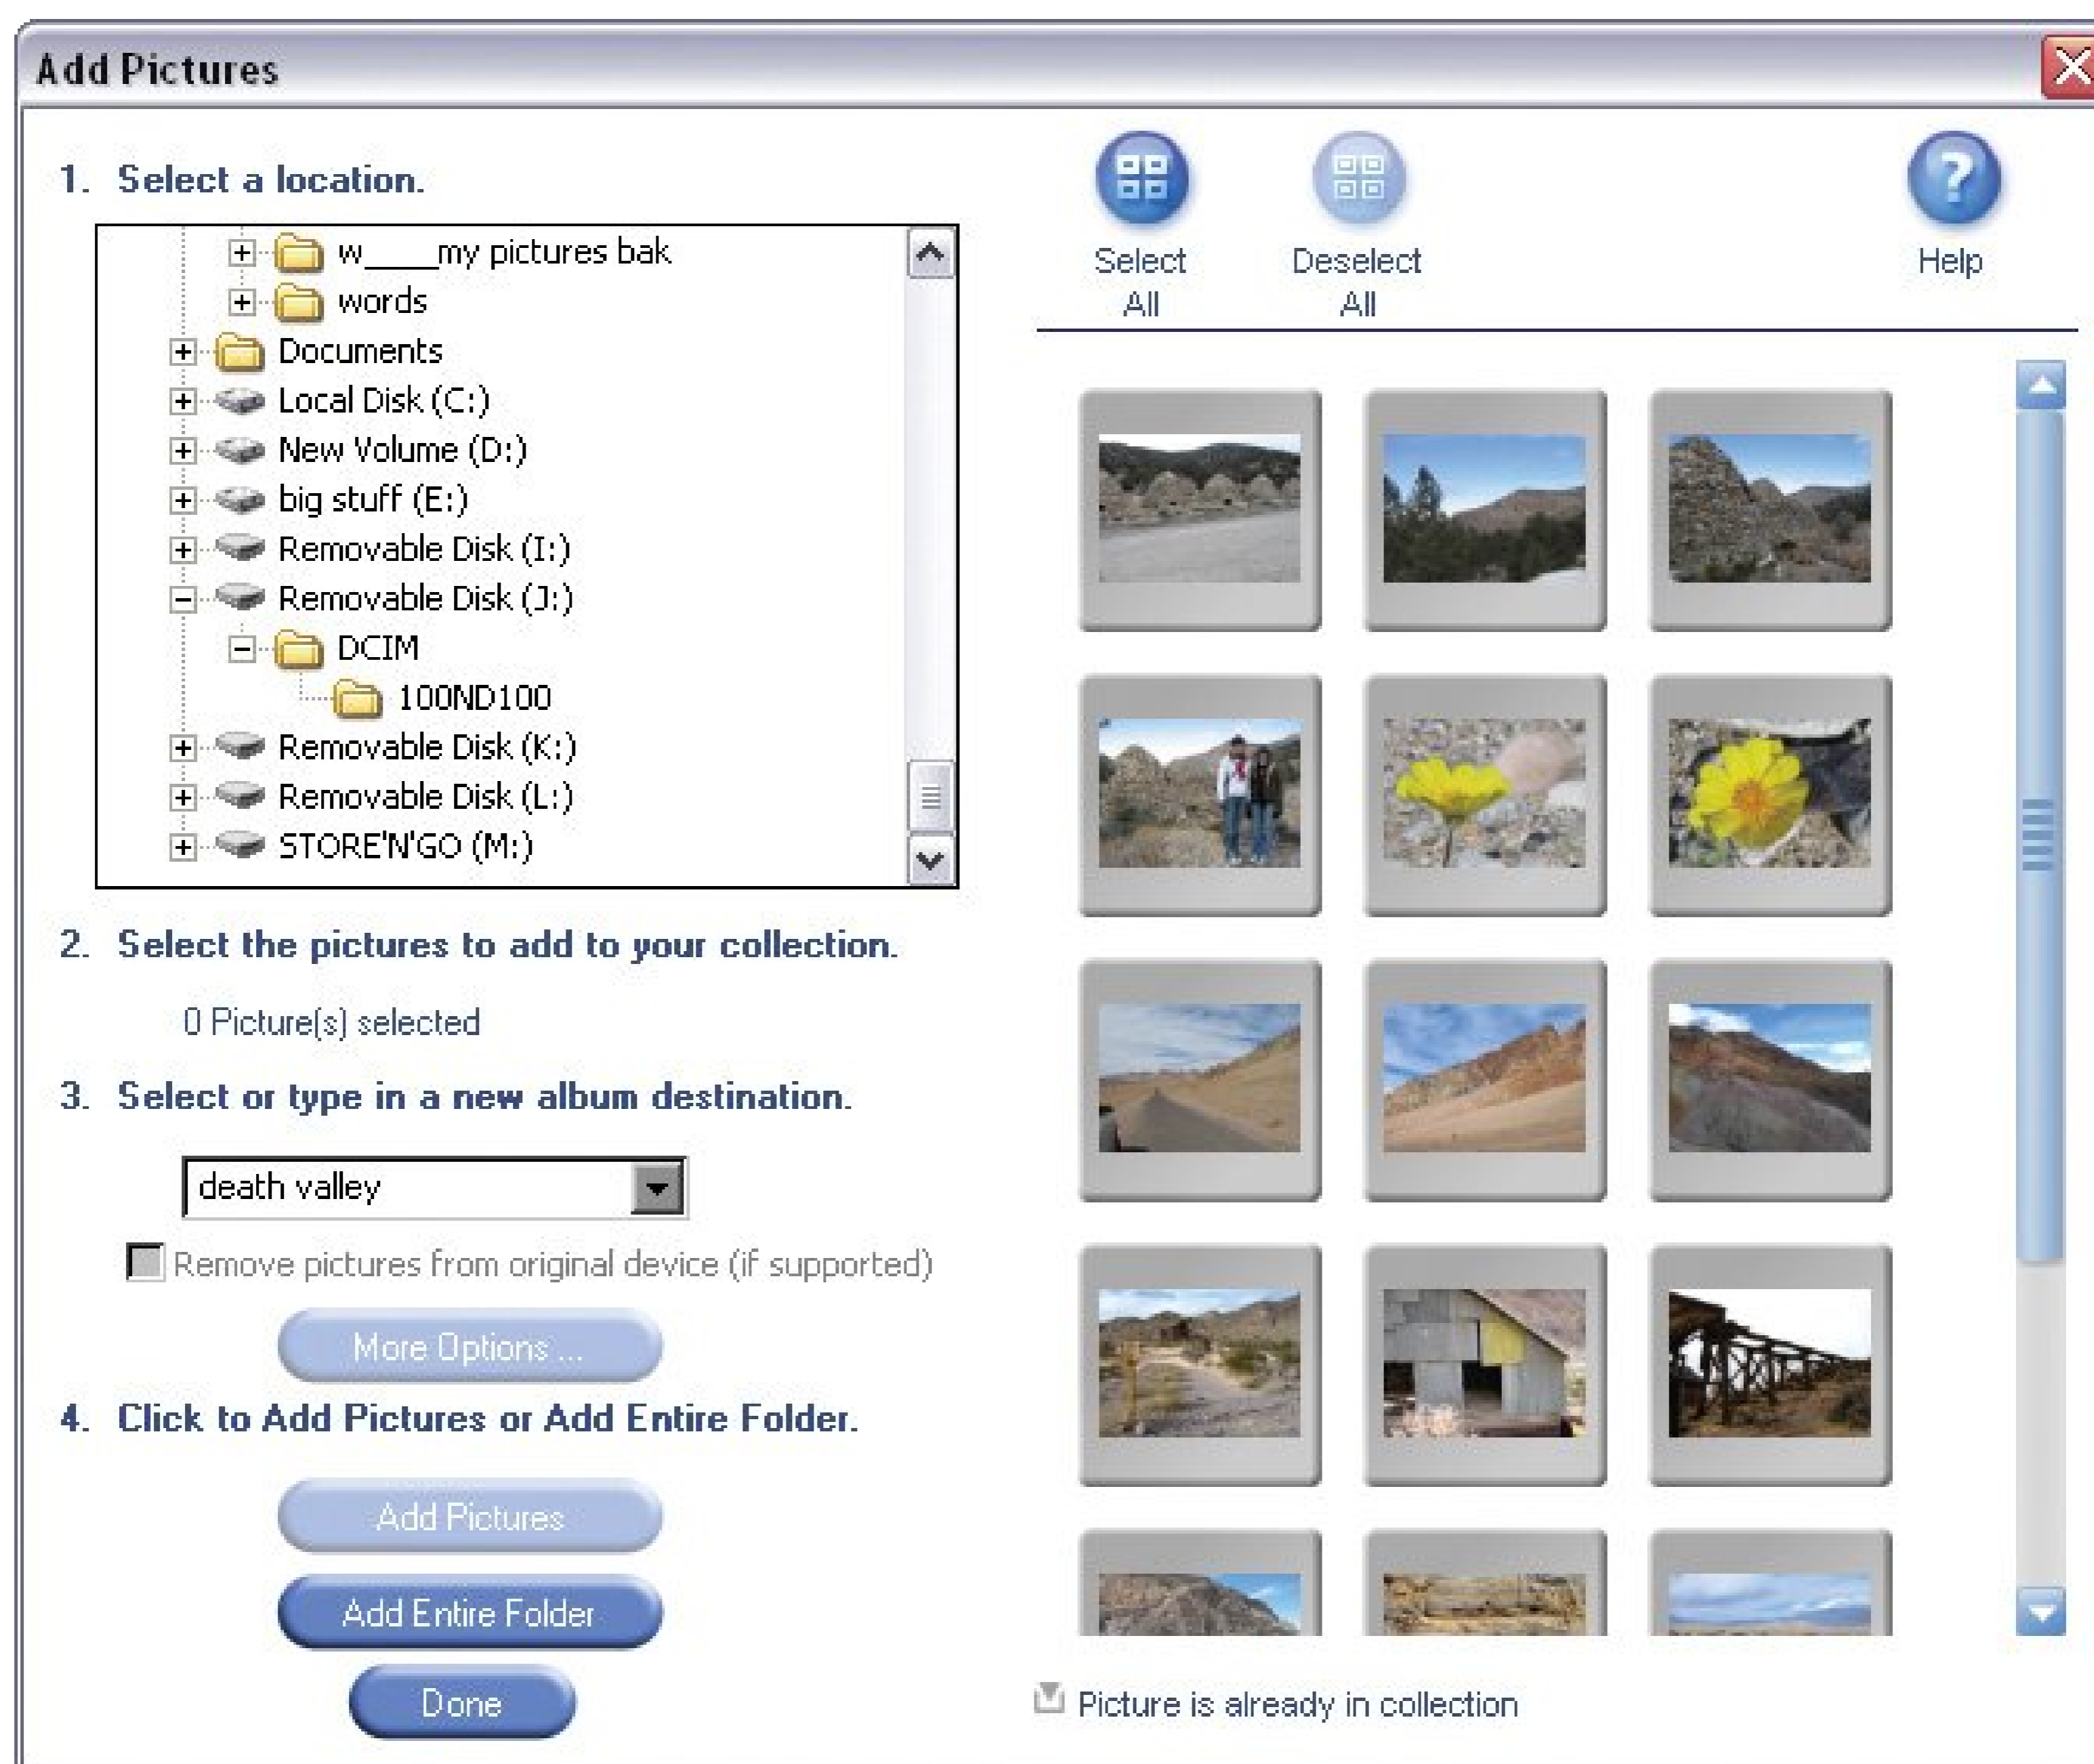 Add Pictures
1. Select a location.
w____my pictures bak
words
Documents
Local Disk (C:)
New Volume (D:)
big stuff (E:)
Removable Disk (I:)
Removable Disk (J:)
DCIM
100ND100
Removable Disk (K:)
Removable Disk (L:)
STORE'N'GO (M:)
2. Select the pictures to add to your collection.
0 Picture(s) selected
3. Select or type in a new album destination.
death valley
Remove pictures from original device (if supported)
More Options ...
4. Click to Add Pictures or Add Entire Folder.
Add Pictures
Add Entire Folder
Done
Select
All
Deselect
All
?
Help
Picture is already in collection